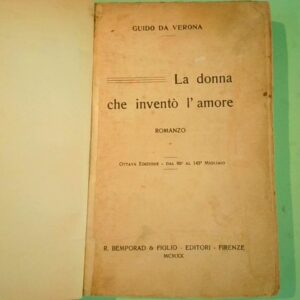 GUIDO DA VERONA
La donna
che inventò l'amore
ROMANZO
OTTAVA EDIZIONE - DAL 90° AL 145° MIGLIAIO
R. BEMPORAD & FIGLIO - EDITORI - FIRENZE
MCMXX